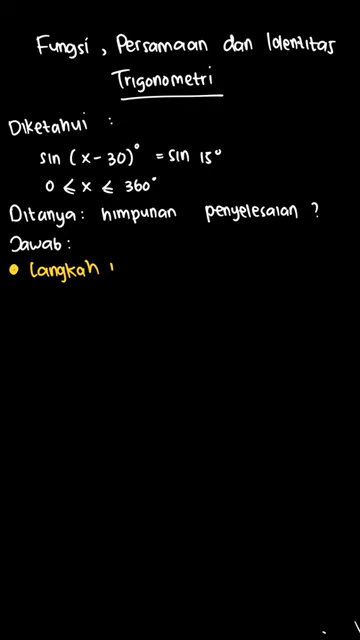 Fungsi, Persamaan dan Identitas
Trigonometri
Diketahui :
sin (x - 30)° = sin 15°
0 ≤ x ≤ 360°
Ditanya : himpunan penyelesaian ?
Jawab :
• Langkah 1